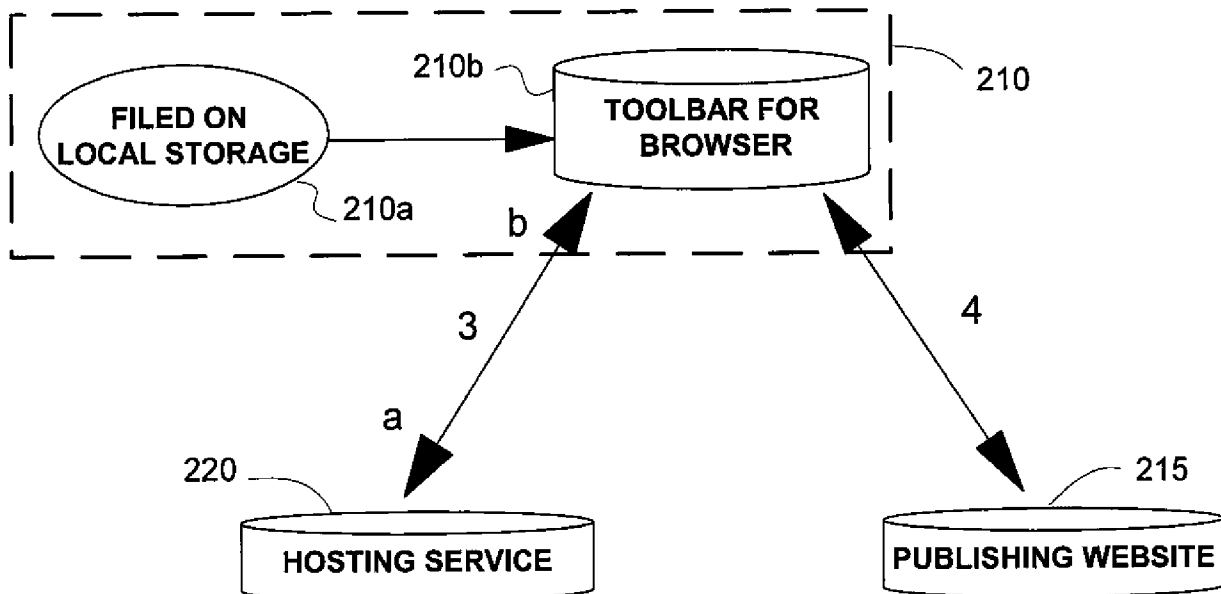 210b
210
FILED ON
LOCAL STORAGE
TOOLBAR FOR
BROWSER
210a
b
3
4
a
220
215
HOSTING SERVICE
PUBLISHING WEBSITE